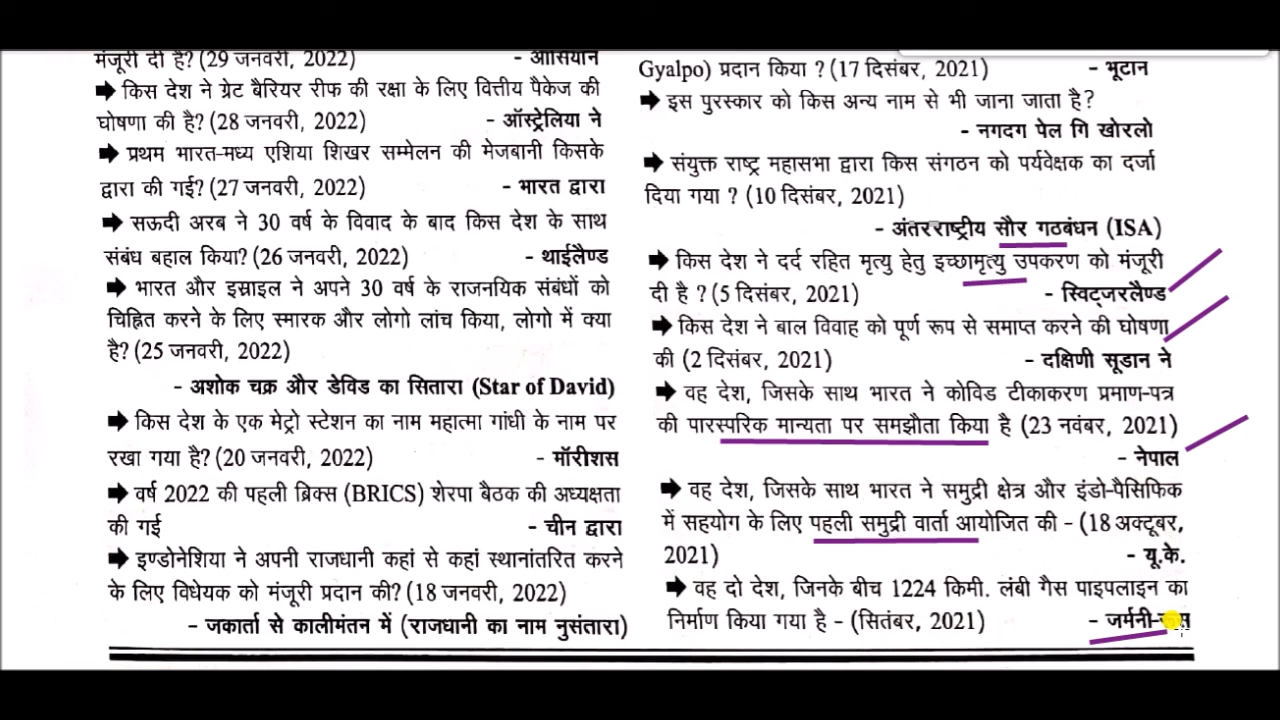 मंजूरी दी है? (29 जनवरी, 2022) - आसियान
➡ किस देश ने ग्रेट बैरियर रीफ की रक्षा के लिए वित्तीय पैकेज की
घोषणा की है? (28 जनवरी, 2022) - ऑस्ट्रेलिया ने
➡ प्रथम भारत-मध्य एशिया शिखर सम्मेलन की मेजबानी किसके
द्वारा की गई? (27 जनवरी, 2022) - भारत द्वारा
➡ सऊदी अरब ने 30 वर्ष के विवाद के बाद किस देश के साथ
संबंध बहाल किया? (26 जनवरी, 2022) - थाईलैण्ड
➡ भारत और इस्राइल ने अपने 30 वर्ष के राजनयिक संबंधों को
चिह्नित करने के लिए स्मारक और लोगो लांच किया, लोगो में क्या
है? (25 जनवरी, 2022)
- अशोक चक्र और डेविड का सितारा (Star of David)
➡ किस देश के एक मेट्रो स्टेशन का नाम महात्मा गांधी के नाम पर
रखा गया है? (20 जनवरी, 2022) - मॉरीशस
➡ वर्ष 2022 की पहली ब्रिक्स (BRICS) शेरपा बैठक की अध्यक्षता
की गई - चीन द्वारा
➡ इण्डोनेशिया ने अपनी राजधानी कहां से कहां स्थानांतरित करने
के लिए विधेयक को मंजूरी प्रदान की? (18 जनवरी, 2022)
- जकार्ता से कालीमंतन में (राजधानी का नाम नुसंतारा)
Gyalpo) प्रदान किया ? (17 दिसंबर, 2021) - भूटान
➡ इस पुरस्कार को किस अन्य नाम से भी जाना जाता है?
- नगदग पेल गि खोरलो
➡ संयुक्त राष्ट्र महासभा द्वारा किस संगठन को पर्यवेक्षक का दर्जा
दिया गया ? (10 दिसंबर, 2021)
- अंतरराष्ट्रीय सौर गठबंधन (ISA)
➡ किस देश ने दर्द रहित मृत्यु हेतु इच्छामृत्यु उपकरण को मंजूरी
दी है ? (5 दिसंबर, 2021) - स्विट्जरलैण्ड
➡ किस देश ने बाल विवाह को पूर्ण रूप से समाप्त करने की घोषणा
की (2 दिसंबर, 2021) - दक्षिणी सूडान ने
➡ वह देश, जिसके साथ भारत ने कोविड टीकाकरण प्रमाण-पत्र
की पारस्परिक मान्यता पर समझौता किया है (23 नवंबर, 2021)
- नेपाल
➡ वह देश, जिसके साथ भारत ने समुद्री क्षेत्र और इंडो-पैसिफिक
में सहयोग के लिए पहली समुद्री वार्ता आयोजित की - (18 अक्टूबर,
2021) - यू.के.
➡ वह दो देश, जिनके बीच 1224 किमी. लंबी गैस पाइपलाइन का
निर्माण किया गया है - (सितंबर, 2021) - जर्मनी-रूस